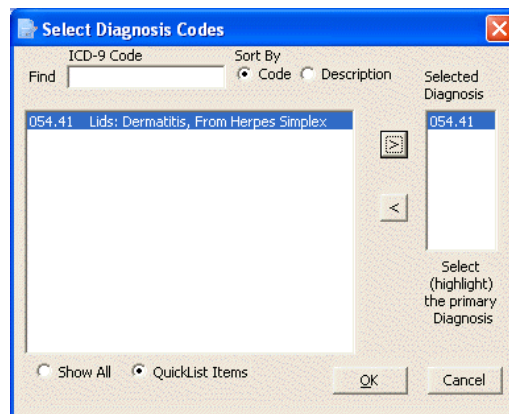 Select Diagnosis Codes
ICD-9 Code
Sort By
Find
Code
Description
Selected
Diagnosis
054.41 Lids: Dermatitis, From Herpes Simplex
054.41
>
<
Select
(highlight)
the primary
Diagnosis
Show All
QuickList Items
OK
Cancel